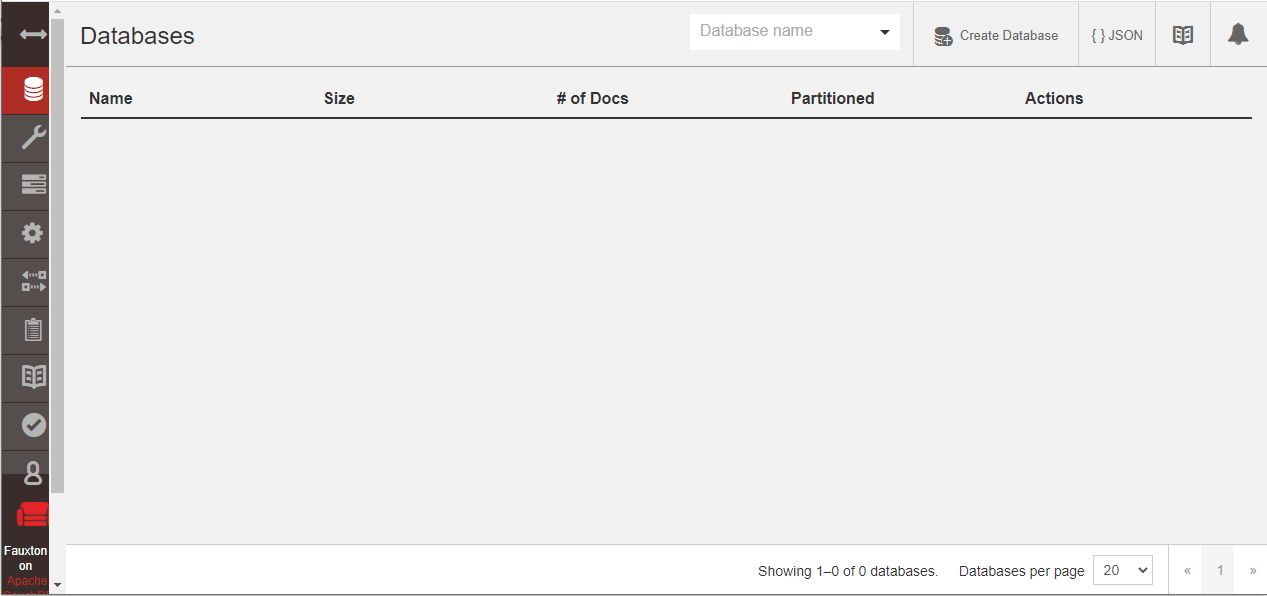 Databases
Database name
Create Database
{ } JSON
Name Size # of Docs Partitioned Actions
Fauxton
on
Apache
Showing 1–0 of 0 databases. Databases per page 20 « 1 »